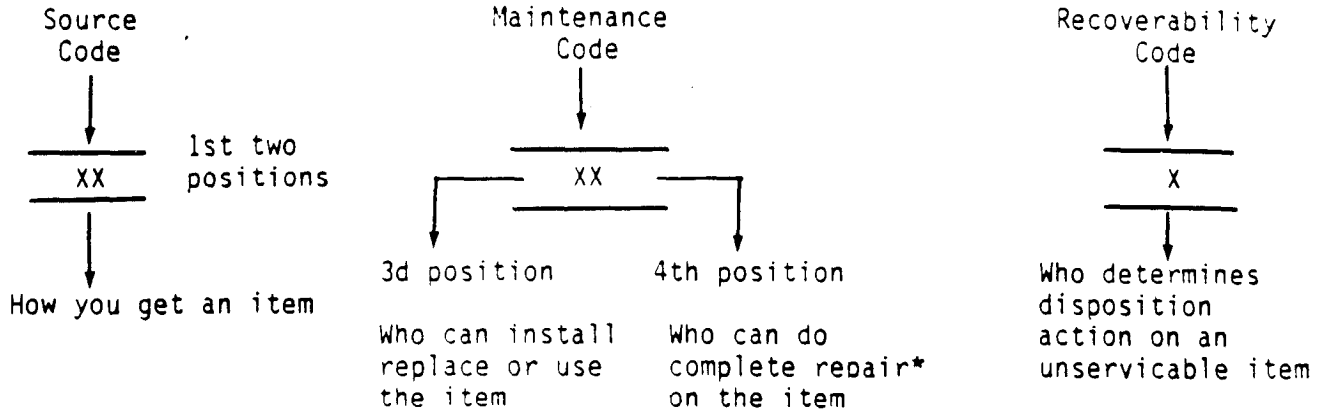 Source
Code
1st two
positions
XX
How you get an item
Maintenance
Code
XX
3d position
Who can install
replace or use
the item
4th position
Who can do
complete repair*
on the item
Recoverability
Code
X
Who determines
disposition
action on an
unservicable item